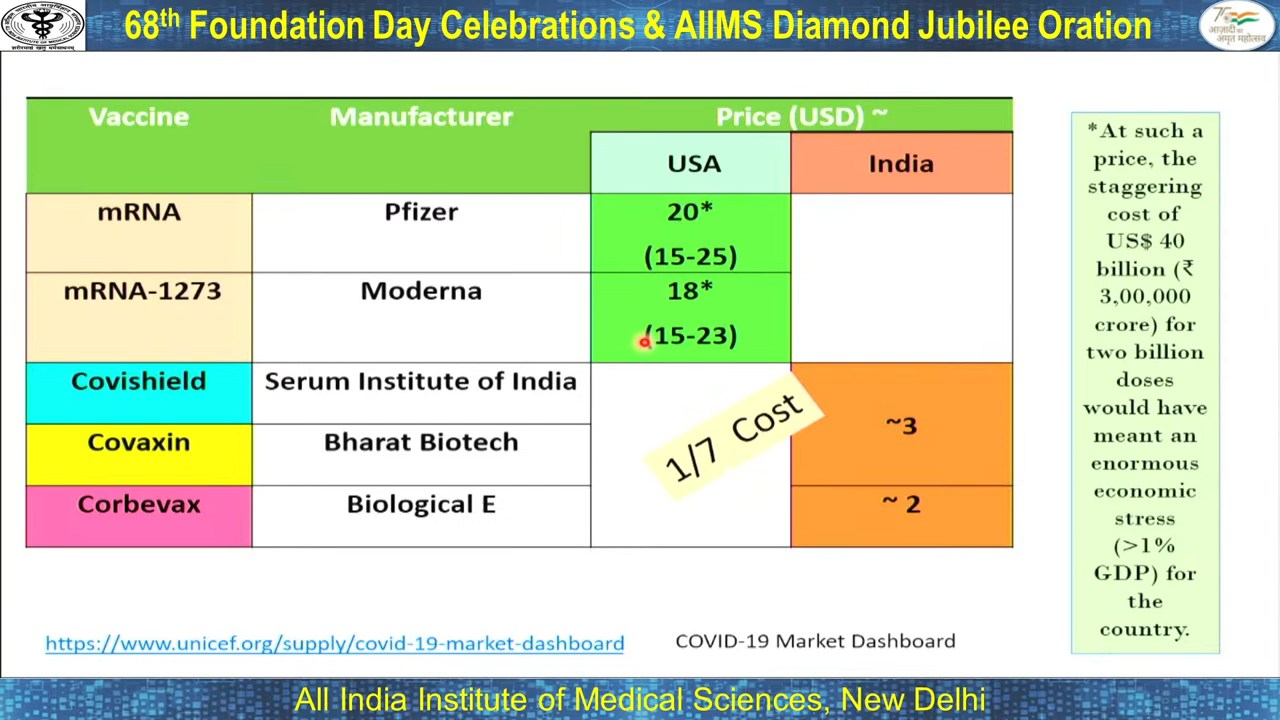 68th Foundation Day Celebrations & AIIMS Diamond Jubilee Oration
आज़ादी का
अमृत महोत्सव
Vaccine Manufacturer Price (USD) ~
USA India
mRNA Pfizer 20*
(15-25)
mRNA-1273 Moderna 18*
(15-23)
Covishield Serum Institute of India
1/7 Cost
~3
Covaxin Bharat Biotech
Corbevax Biological E ~ 2
*At such a
price, the
staggering
cost of
US$ 40
billion (₹
3,00,000
crore) for
two billion
doses
would have
meant an
enormous
economic
stress
(>1%
GDP) for
the
country.
https://www.unicef.org/supply/covid-19-market-dashboard COVID-19 Market Dashboard
All India Institute of Medical Sciences, New Delhi